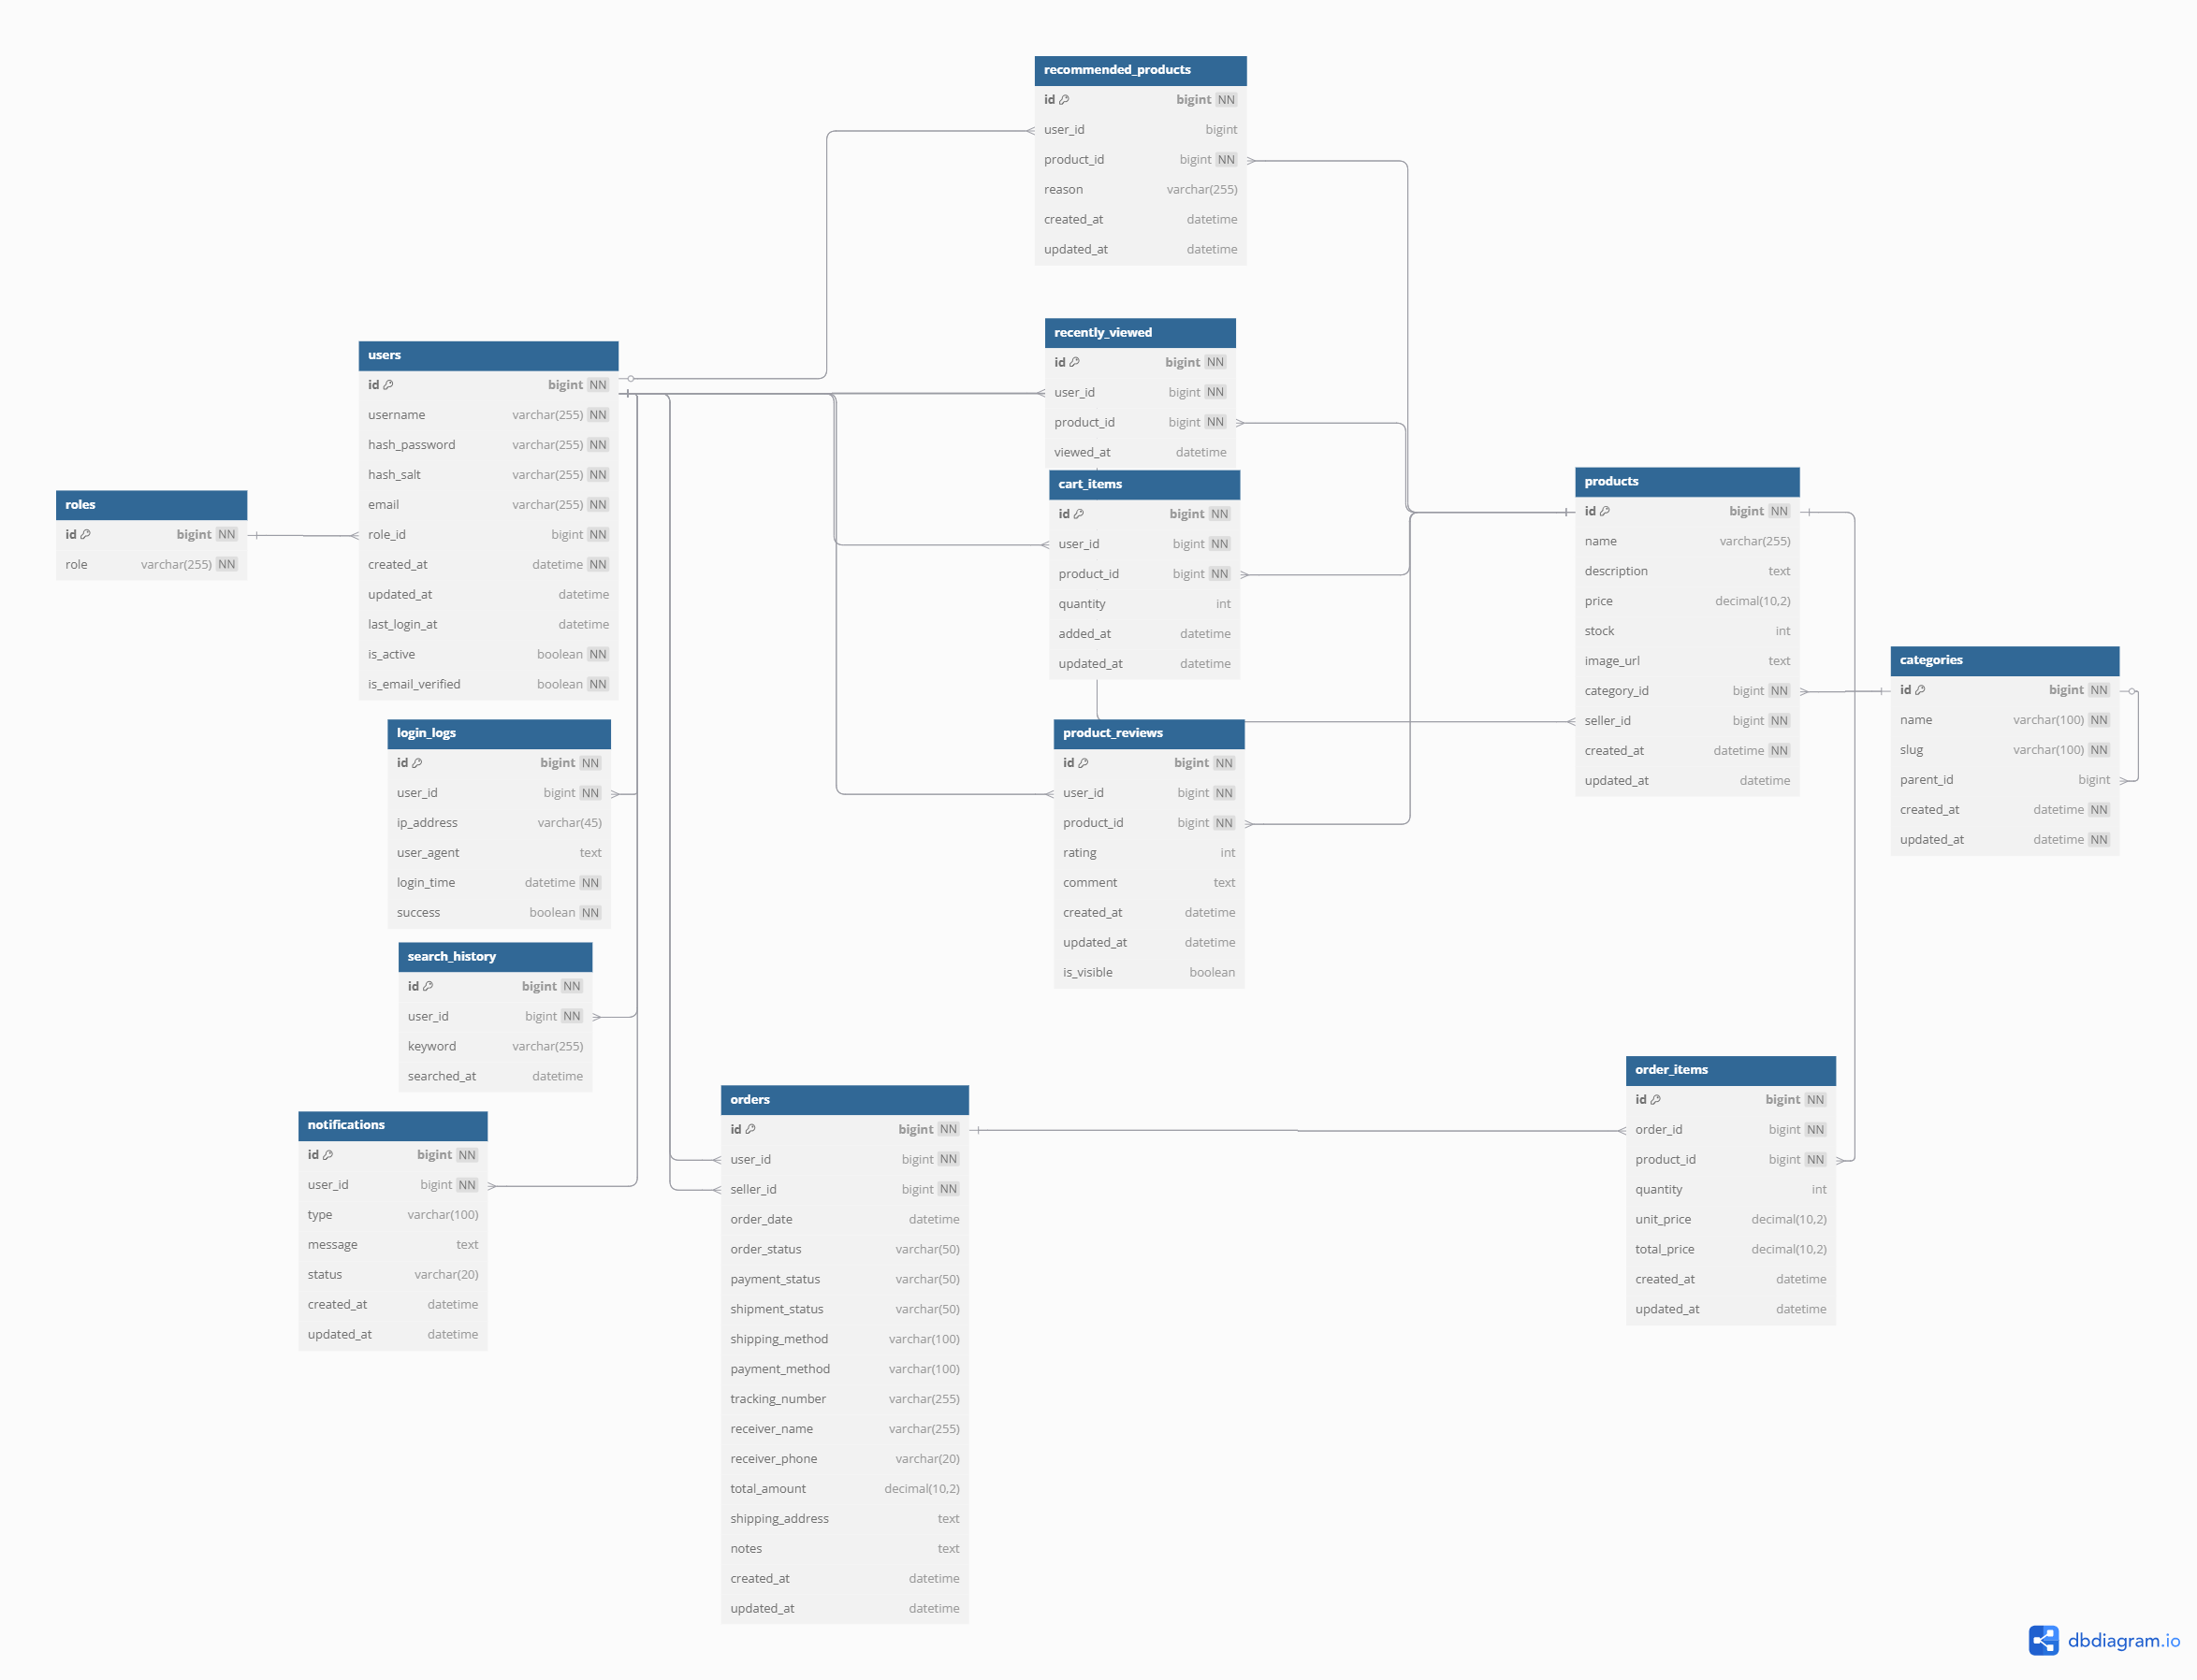 recommended_products
id bigint NN
user_id bigint
product_id bigint NN
reason varchar(255)
created_at datetime
updated_at datetime
recently_viewed
id bigint NN
user_id bigint NN
product_id bigint NN
viewed_at datetime
users
id bigint NN
username varchar(255) NN
hash_password varchar(255) NN
hash_salt varchar(255) NN
email varchar(255) NN
role_id bigint NN
created_at datetime NN
updated_at datetime
last_login_at datetime
is_active boolean NN
is_email_verified boolean NN
roles
id bigint NN
role varchar(255) NN
cart_items
id bigint NN
user_id bigint NN
product_id bigint NN
quantity int
added_at datetime
updated_at datetime
products
id bigint NN
name varchar(255)
description text
price decimal(10,2)
stock int
image_url text
category_id bigint NN
seller_id bigint NN
created_at datetime NN
updated_at datetime
categories
id bigint NN
name varchar(100) NN
slug varchar(100) NN
parent_id bigint
created_at datetime NN
updated_at datetime NN
login_logs
id bigint NN
user_id bigint NN
ip_address varchar(45)
user_agent text
login_time datetime NN
success boolean NN
product_reviews
id bigint NN
user_id bigint NN
product_id bigint NN
rating int
comment text
created_at datetime
updated_at datetime
is_visible boolean
search_history
id bigint NN
user_id bigint NN
keyword varchar(255)
searched_at datetime
notifications
id bigint NN
user_id bigint NN
type varchar(100)
message text
status varchar(20)
created_at datetime
updated_at datetime
orders
id bigint NN
user_id bigint NN
seller_id bigint NN
order_date datetime
order_status varchar(50)
payment_status varchar(50)
shipment_status varchar(50)
shipping_method varchar(100)
payment_method varchar(100)
tracking_number varchar(255)
receiver_name varchar(255)
receiver_phone varchar(20)
total_amount decimal(10,2)
shipping_address text
notes text
created_at datetime
updated_at datetime
order_items
id bigint NN
order_id bigint NN
product_id bigint NN
quantity int
unit_price decimal(10,2)
total_price decimal(10,2)
created_at datetime
updated_at datetime
dbdiagram.io